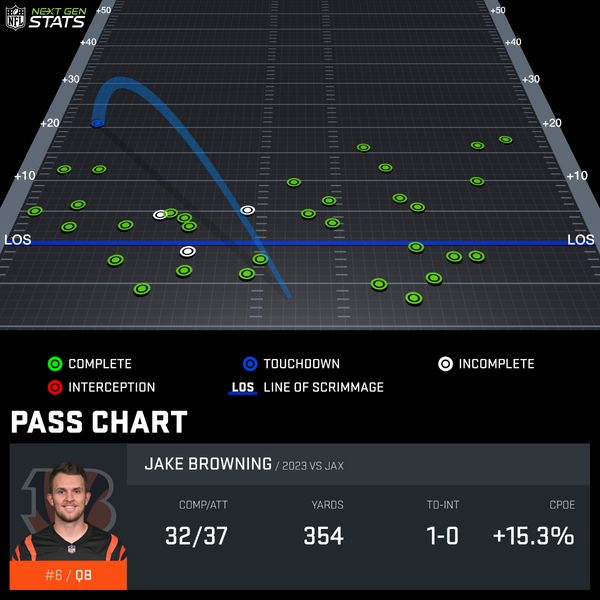 NFL NEXT GEN STATS
+50 +50
+40 +40
+30 +30
+20 +20
+10 +10
LOS LOS
COMPLETE TOUCHDOWN INCOMPLETE
INTERCEPTION LOS LINE OF SCRIMMAGE
PASS CHART
JAKE BROWNING / 2023 VS JAX
COMP/ATT YARDS TD-INT CPOE
32/37 354 1-0 +15.3%
#6 / QB